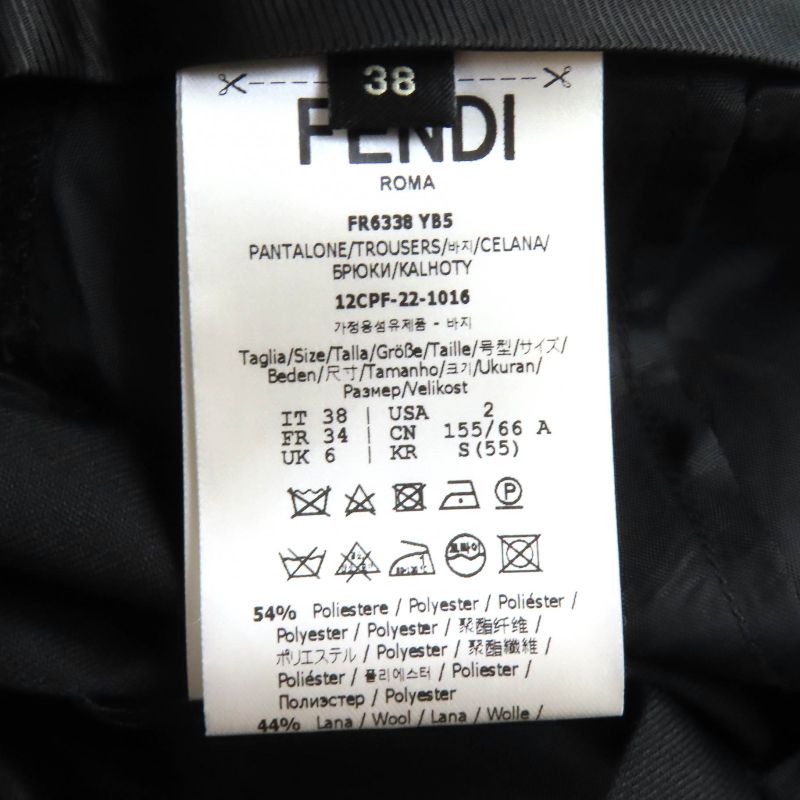 38
FENDI
ROMA
FR6338 YB5
PANTALONE/TROUSERS/바지/CELANA/
БРЮКИ/KALHOTY
12CPF-22-1016
가정용섬유제품 - 바지
Taglia/Size/Talla/Größe/Taille/号型/サイズ/
Beden/尺寸/Tamanho/크기/Ukuran/
Размер/Velikost
IT 38 | USA 2
FR 34 | CN 155/66 A
UK 6 | KR S(55)
P
드라이
54% Poliestere / Polyester / Poliéster /
Polyester / Polyester / 聚酯纤维 /
ポリエステル / Polyester / 聚酯纖維 /
Poliéster / 폴리에스터 / Poliester /
Полиэстер / Polyester
44% Lana / Wool / Lana / Wolle /